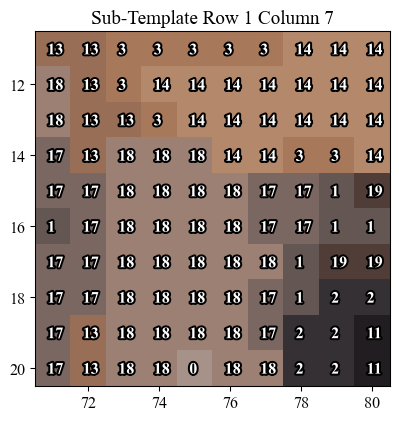 Sub-Template Row 1 Column 7
13 13 3 3 3 3 3 14 14 14
12 18 13 3 14 14 14 14 14 14 14
18 13 13 3 14 14 14 14 14 14
14 17 13 18 18 18 14 14 3 3 14
17 17 18 18 18 18 17 17 1 19
16 1 17 18 18 18 18 17 17 1 1
17 17 18 18 18 18 18 1 19 19
18 17 17 18 18 18 18 17 1 2 2
17 13 18 18 18 18 17 2 2 11
20 17 13 18 18 0 18 18 2 2 11
72 74 76 78 80